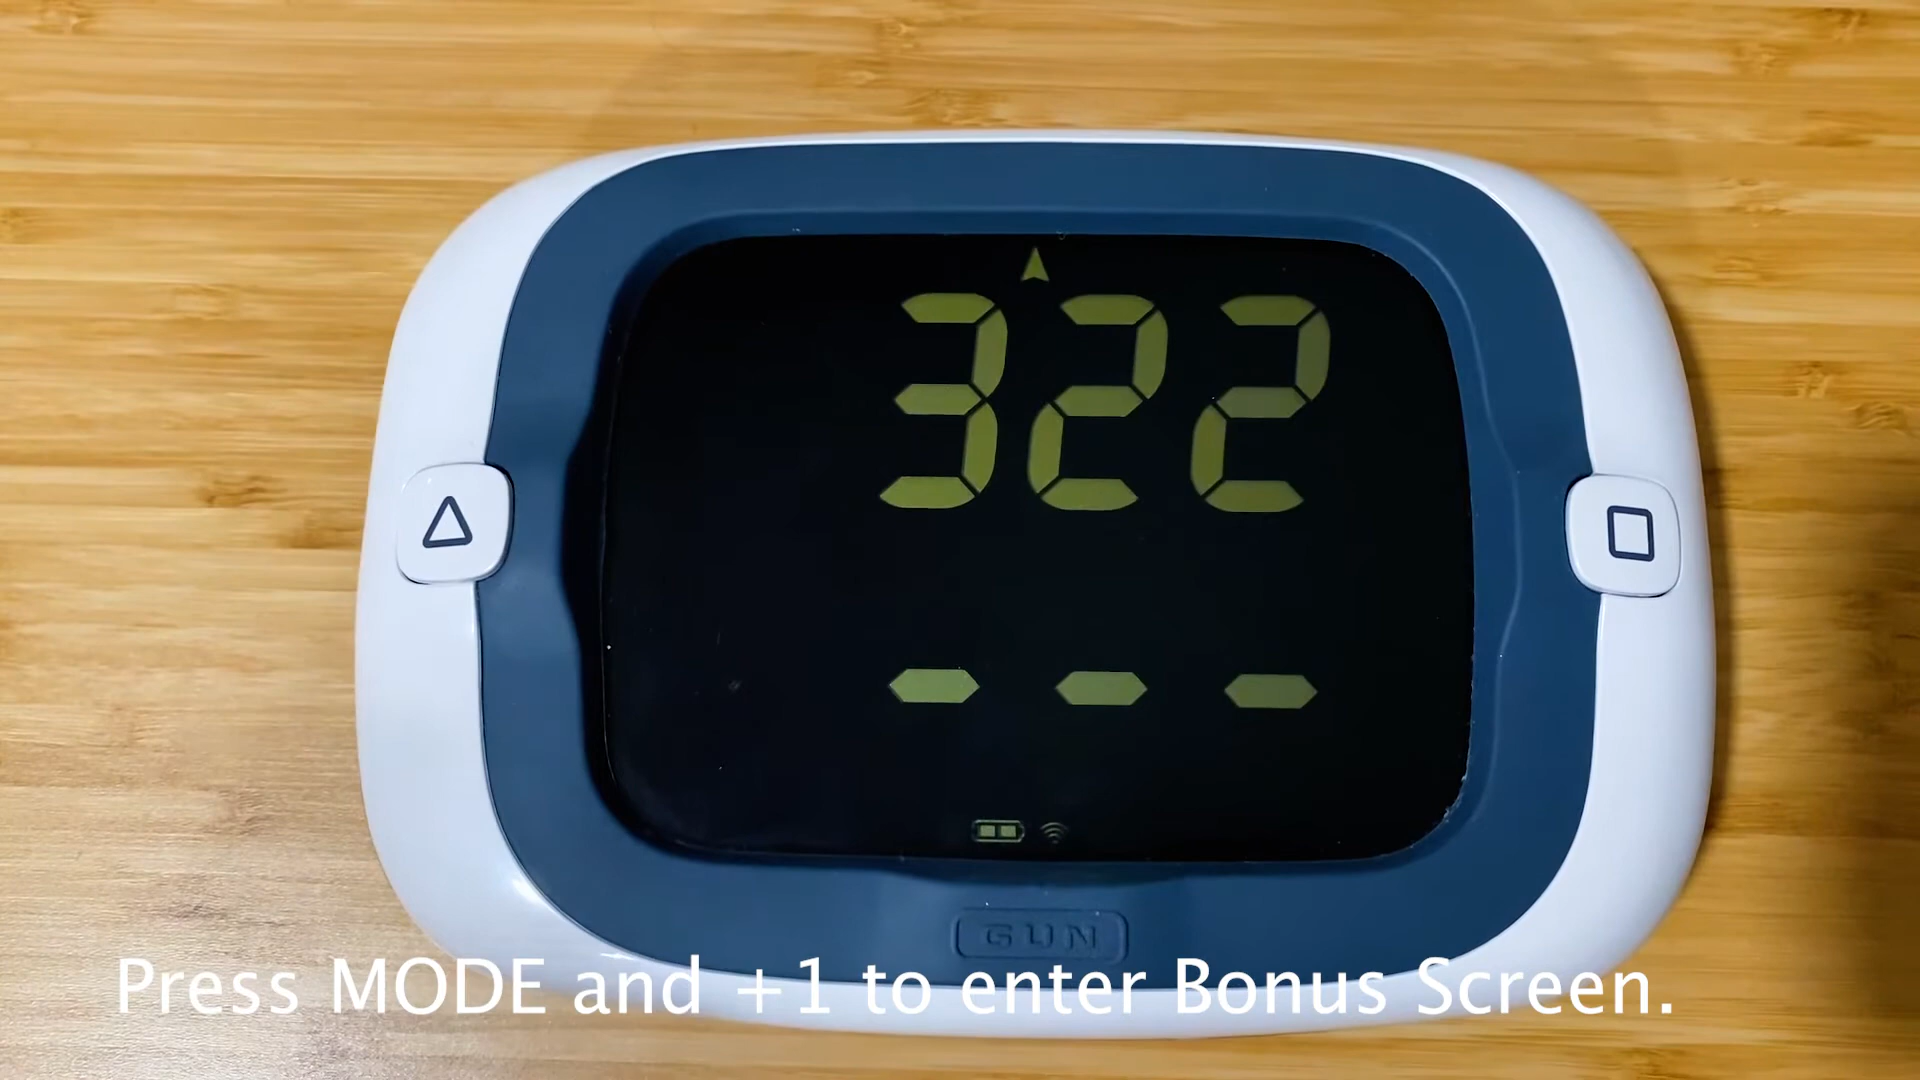 322
---
GUN
Press MODE and +1 to enter Bonus Screen.